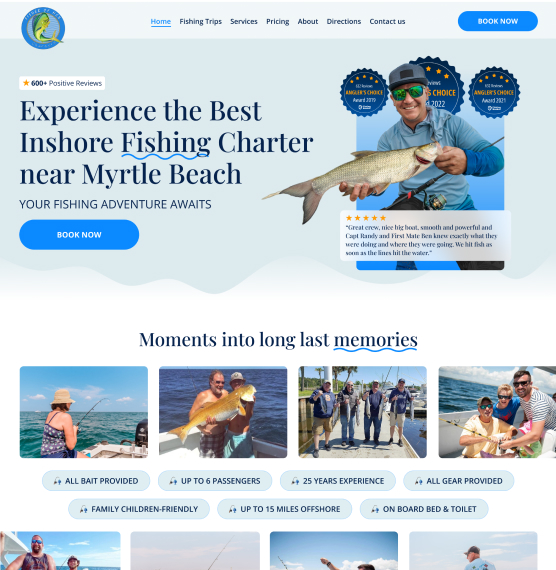 Home Fishing Trips Services Pricing About Directions Contact us
BOOK NOW
600+ Positive Reviews
Experience the Best
Inshore Fishing Charter
near Myrtle Beach
YOUR FISHING ADVENTURE AWAITS
BOOK NOW
ANGLER'S CHOICE
Award 2019
ANGLER'S CHOICE
Award 2021
“Great crew, nice big boat, smooth and powerful and
Capt Randy and First Mate Ben knew exactly what they
were doing and where they were going. We hit fish as
soon as the lines hit the water.”
Moments into long last memories
ALL BAIT PROVIDED
UP TO 6 PASSENGERS
25 YEARS EXPERIENCE
ALL GEAR PROVIDED
FAMILY CHILDREN-FRIENDLY
UP TO 15 MILES OFFSHORE
ON BOARD BED & TOILET